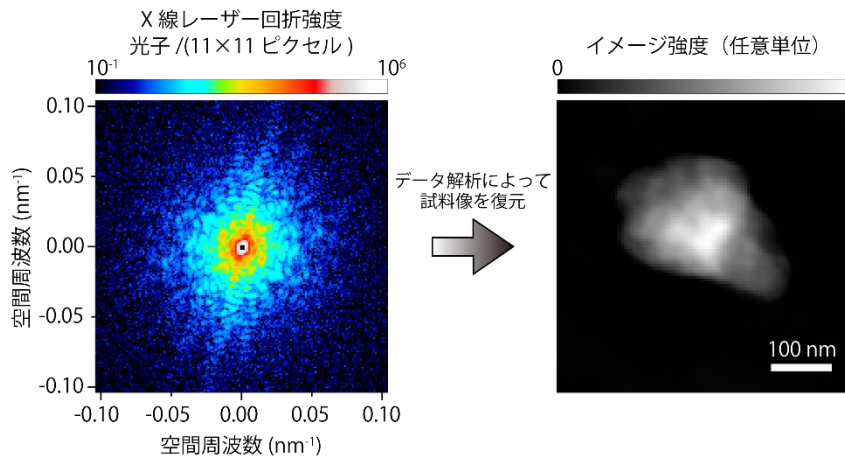 X 線レーザー回折強度
光子 /(11×11 ピクセル )
10-1
10⁶
0.10
0.05
0.00
-0.05
-0.10
空間周波数 (nm-1)
-0.10 -0.05 0.00 0.05 0.10
空間周波数 (nm-1)
データ解析によって
試料像を復元
イメージ強度（任意単位）
0
100 nm